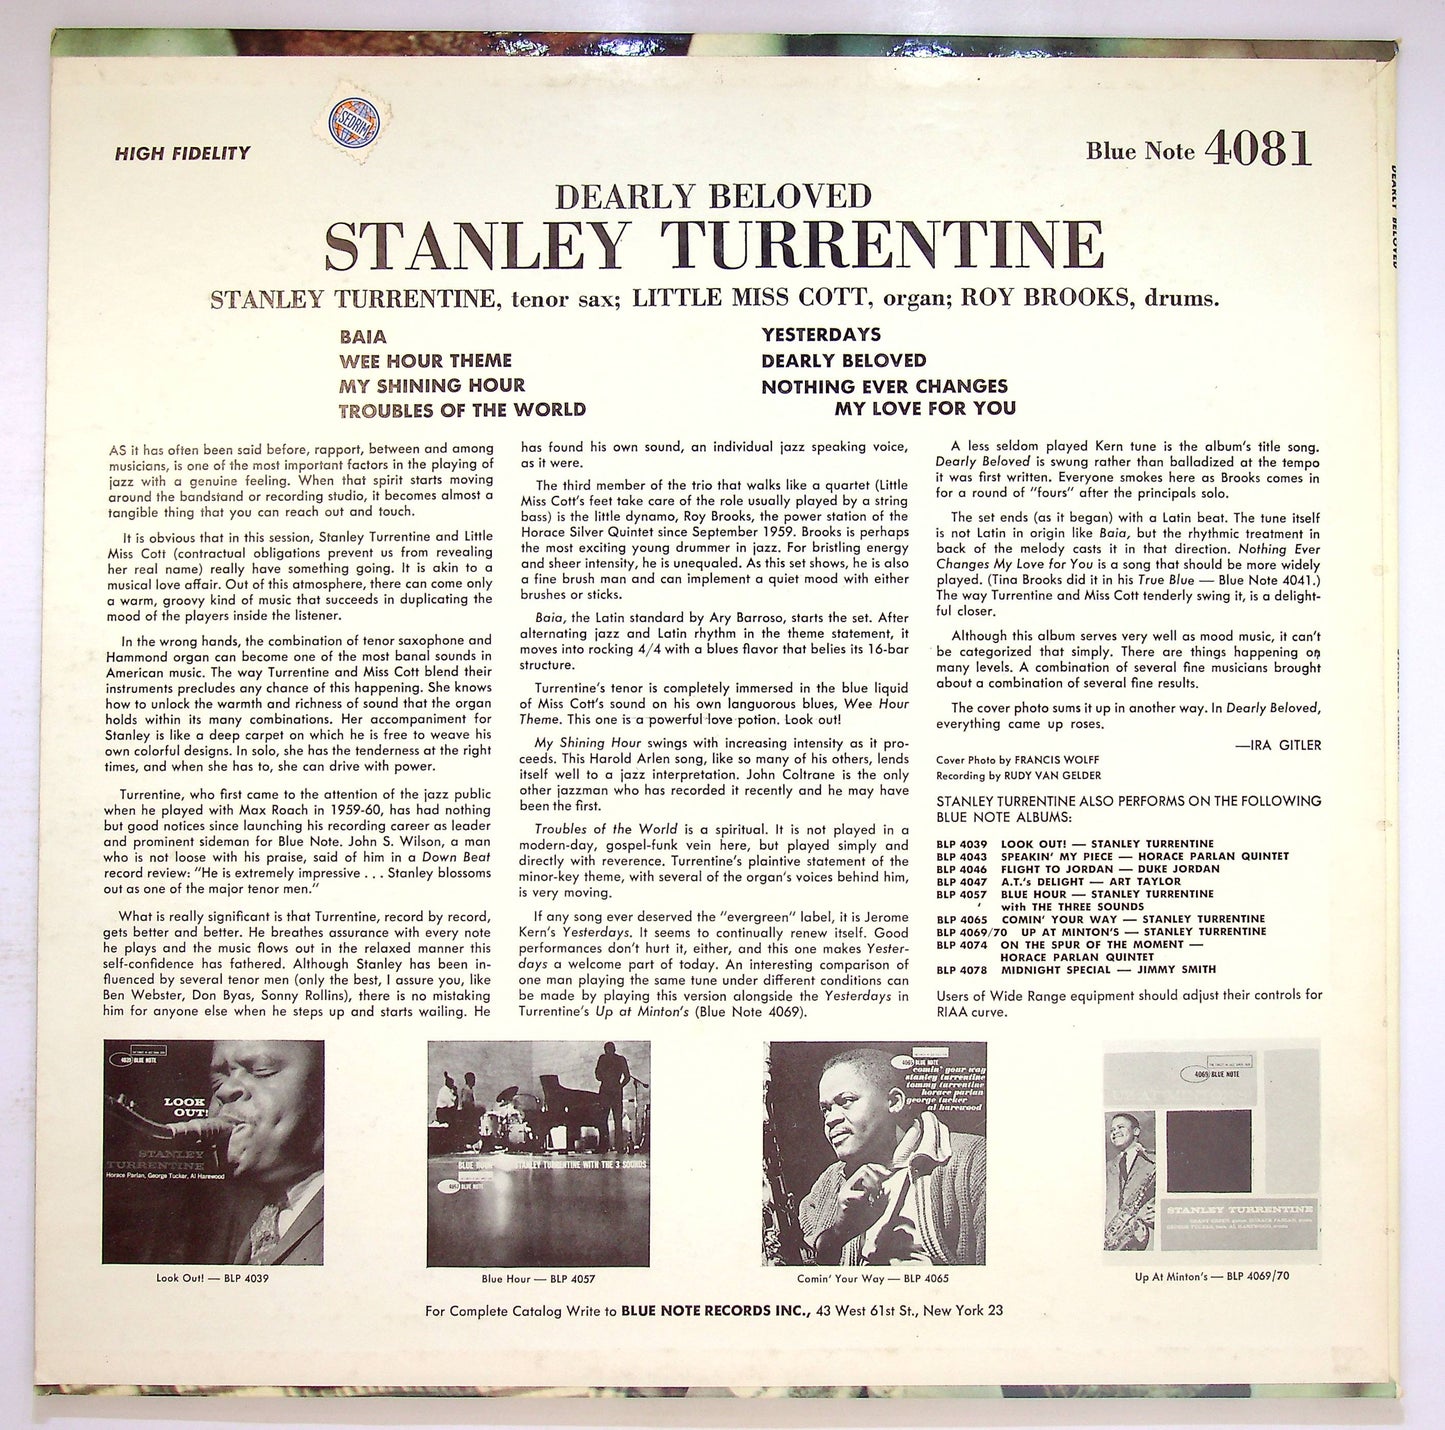 SEDRIM
HIGH FIDELITY
Blue Note 4081
DEARLY BELOVED
STANLEY TURRENTINE
STANLEY TURRENTINE, tenor sax; LITTLE MISS COTT, organ; ROY BROOKS, drums.
BAIA
WEE HOUR THEME
MY SHINING HOUR
TROUBLES OF THE WORLD
YESTERDAYS
DEARLY BELOVED
NOTHING EVER CHANGES
MY LOVE FOR YOU
AS it has often been said before, rapport, between and among
musicians, is one of the most important factors in the playing of
jazz with a genuine feeling. When that spirit starts moving
around the bandstand or recording studio, it becomes almost a
tangible thing that you can reach out and touch.
It is obvious that in this session, Stanley Turrentine and Little
Miss Cott (contractual obligations prevent us from revealing
her real name) really have something going. It is akin to a
musical love affair. Out of this atmosphere, there can come only
a warm, groovy kind of music that succeeds in duplicating the
mood of the players inside the listener.
In the wrong hands, the combination of tenor saxophone and
Hammond organ can become one of the most banal sounds in
American music. The way Turrentine and Miss Cott blend their
instruments precludes any chance of this happening. She knows
how to unlock the warmth and richness of sound that the organ
holds within its many combinations. Her accompaniment for
Stanley is like a deep carpet on which he is free to weave his
own colorful designs. In solo, she has the tenderness at the right
times, and when she has to, she can drive with power.
Turrentine, who first came to the attention of the jazz public
when he played with Max Roach in 1959-60, has had nothing
but good notices since launching his recording career as leader
and prominent sideman for Blue Note. John S. Wilson, a man
who is not loose with his praise, said of him in a Down Beat
record review: "He is extremely impressive . . . Stanley blossoms
out as one of the major tenor men."
What is really significant is that Turrentine, record by record,
gets better and better. He breathes assurance with every note
he plays and the music flows out in the relaxed manner this
self-confidence has fathered. Although Stanley has been in-
fluenced by several tenor men (only the best, I assure you, like
Ben Webster, Don Byas, Sonny Rollins), there is no mistaking
him for anyone else when he steps up and starts wailing. He
has found his own sound, an individual jazz speaking voice,
as it were.
The third member of the trio that walks like a quartet (Little
Miss Cott's feet take care of the role usually played by a string
bass) is the little dynamo, Roy Brooks, the power station of the
Horace Silver Quintet since September 1959. Brooks is perhaps
the most exciting young drummer in jazz. For bristling energy
and sheer intensity, he is unequaled. As this set shows, he is also
a fine brush man and can implement a quiet mood with either
brushes or sticks.
Baia, the Latin standard by Ary Barroso, starts the set. After
alternating jazz and Latin rhythm in the theme statement, it
moves into rocking 4/4 with a blues flavor that belies its 16-bar
structure.
Turrentine's tenor is completely immersed in the blue liquid
of Miss Cott's sound on his own languorous blues, Wee Hour
Theme. This one is a powerful love potion. Look out!
My Shining Hour swings with increasing intensity as it pro-
ceeds. This Harold Arlen song, like so many of his others, lends
itself well to a jazz interpretation. John Coltrane is the only
other jazzman who has recorded it recently and he may have
been the first.
Troubles of the World is a spiritual. It is not played in a
modern-day, gospel-funk vein here, but played simply and
directly with reverence. Turrentine's plaintive statement of the
minor-key theme, with several of the organ's voices behind him,
is very moving.
If any song ever deserved the "evergreen" label, it is Jerome
Kern's Yesterdays. It seems to continually renew itself. Good
performances don't hurt it, either, and this one makes Yester-
days a welcome part of today. An interesting comparison of
one man playing the same tune under different conditions can
be made by playing this version alongside the Yesterdays in
Turrentine's Up at Minton's (Blue Note 4069).
A less seldom played Kern tune is the album's title song.
Dearly Beloved is swung rather than balladized at the tempo
it was first written. Everyone smokes here as Brooks comes in
for a round of "fours" after the principals solo.
The set ends (as it began) with a Latin beat. The tune itself
is not Latin in origin like Baia, but the rhythmic treatment in
back of the melody casts it in that direction. Nothing Ever
Changes My Love for You is a song that should be more widely
played. (Tina Brooks did it in his True Blue — Blue Note 4041.)
The way Turrentine and Miss Cott tenderly swing it, is a delight-
ful closer.
Although this album serves very well as mood music, it can't
be categorized that simply. There are things happening on
many levels. A combination of several fine musicians brought
about a combination of several fine results.
The cover photo sums it up in another way. In Dearly Beloved,
everything came up roses.
—IRA GITLER
Cover Photo by FRANCIS WOLFF
Recording by RUDY VAN GELDER
STANLEY TURRENTINE ALSO PERFORMS ON THE FOLLOWING
BLUE NOTE ALBUMS:
BLP 4039 LOOK OUT! — STANLEY TURRENTINE
BLP 4043 SPEAKIN' MY PIECE — HORACE PARLAN QUINTET
BLP 4046 FLIGHT TO JORDAN — DUKE JORDAN
BLP 4047 A.T.'s DELIGHT — ART TAYLOR
BLP 4057 BLUE HOUR — STANLEY TURRENTINE
with THE THREE SOUNDS
BLP 4065 COMIN' YOUR WAY — STANLEY TURRENTINE
BLP 4069/70 UP AT MINTON'S — STANLEY TURRENTINE
BLP 4074 ON THE SPUR OF THE MOMENT —
HORACE PARLAN QUINTET
BLP 4078 MIDNIGHT SPECIAL — JIMMY SMITH
Users of Wide Range equipment should adjust their controls for
RIAA curve.
4039 BLUE NOTE
LOOK
OUT!
STANLEY
TURRENTINE
Horace Parlan, George Tucker, Al Harewood
BLUE HOUR STANLEY TURRENTINE WITH THE 3 SOUNDS
4057 BLUE NOTE
4065 BLUE NOTE
comin' your way
stanley turrentine
tommy turrentine
horace parlan
george tucker
al harewood
4069 BLUE NOTE
UP AT
STANLEY TURRENTINE
Look Out! — BLP 4039
Blue Hour — BLP 4057
Comin' Your Way — BLP 4065
Up At Minton's — BLP 4069/70
For Complete Catalog Write to BLUE NOTE RECORDS INC., 43 West 61st St., New York 23
DEARLY BELOVED